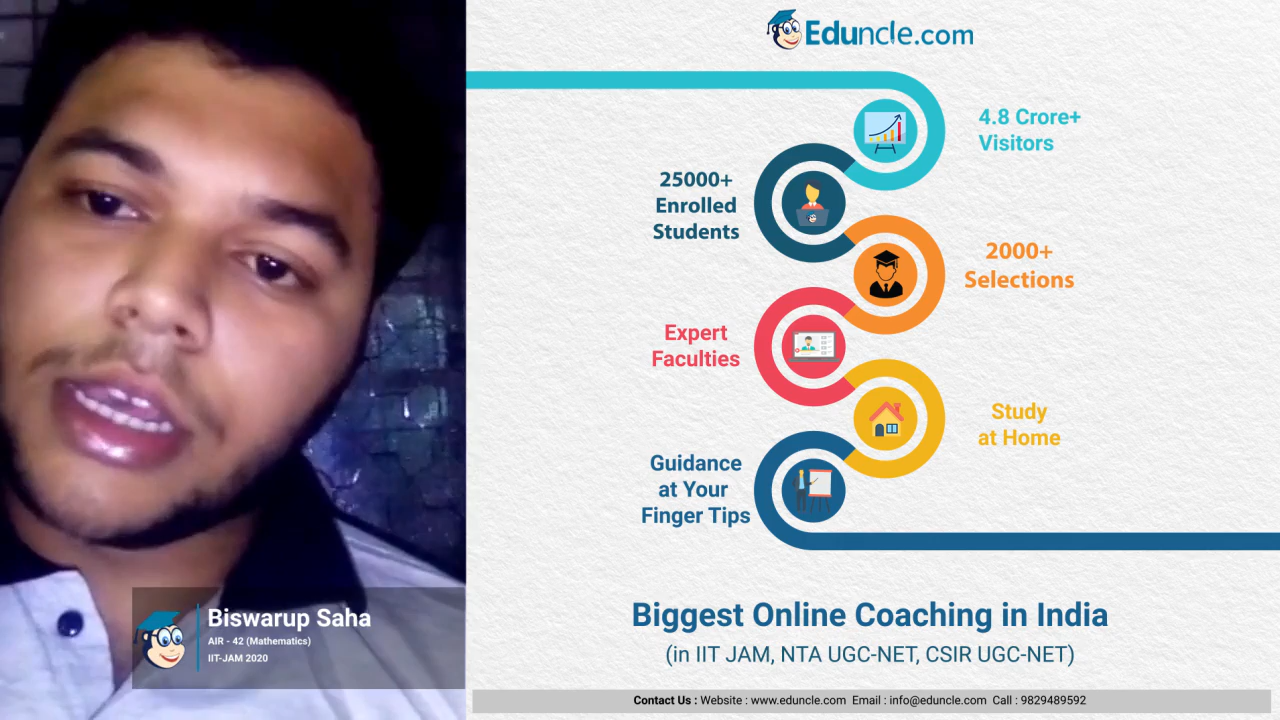 Eduncle.com
4.8 Crore+
Visitors
25000+
Enrolled
Students
2000+
Selections
Expert
Faculties
Study
at Home
Guidance
at Your
Finger Tips
Biswarup Saha
AIR - 42 (Mathematics)
IIT-JAM 2020
Biggest Online Coaching in India
(in IIT JAM, NTA UGC-NET, CSIR UGC-NET)
Contact Us : Website : www.eduncle.com Email : info@eduncle.com Call : 9829489592